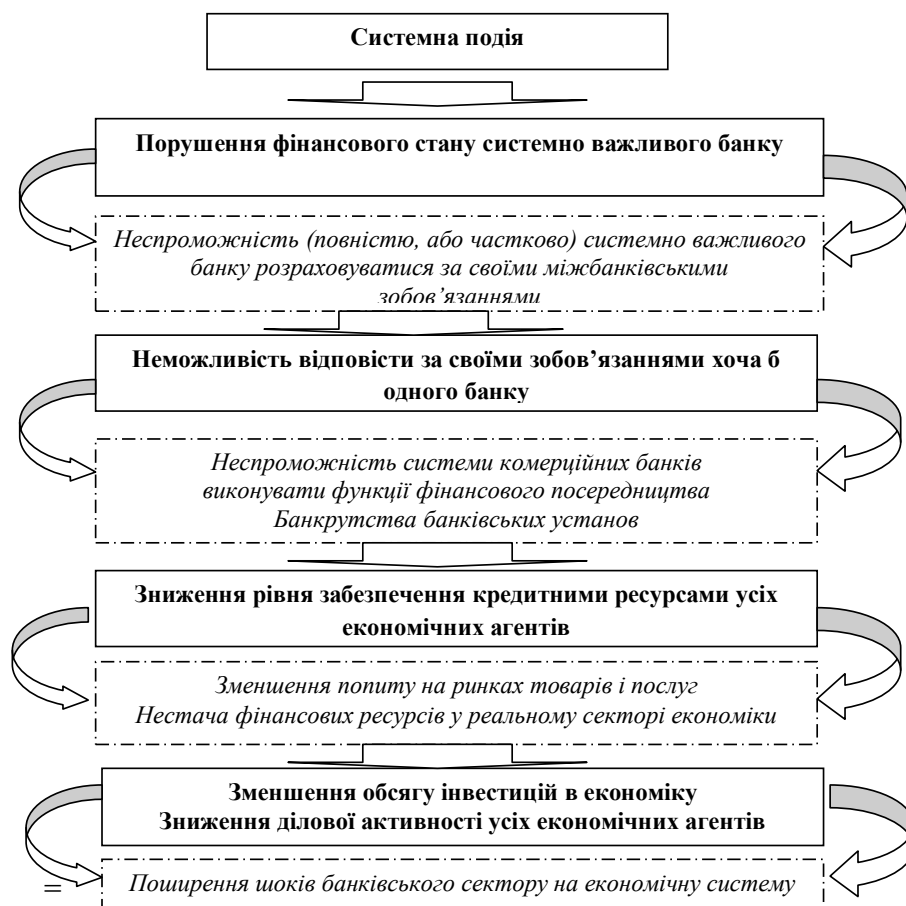 Системна подія
Порушення фінансового стану системно важливого банку
Неспроможність (повністю, або частково) системно важливого
банку розраховуватися за своїми міжбанківськими
зобов’язаннями
Неможливість відповісти за своїми зобов’язаннями хоча б
одного банку
Неспроможність системи комерційних банків
виконувати функції фінансового посередництва
Банкрутства банківських установ
Зниження рівня забезпечення кредитними ресурсами усіх
економічних агентів
Зменшення попиту на ринках товарів і послуг
Нестача фінансових ресурсів у реальному секторі економіки
Зменшення обсягу інвестицій в економіку
Зниження ділової активності усіх економічних агентів
=
Поширення шоків банківського сектору на економічну систему